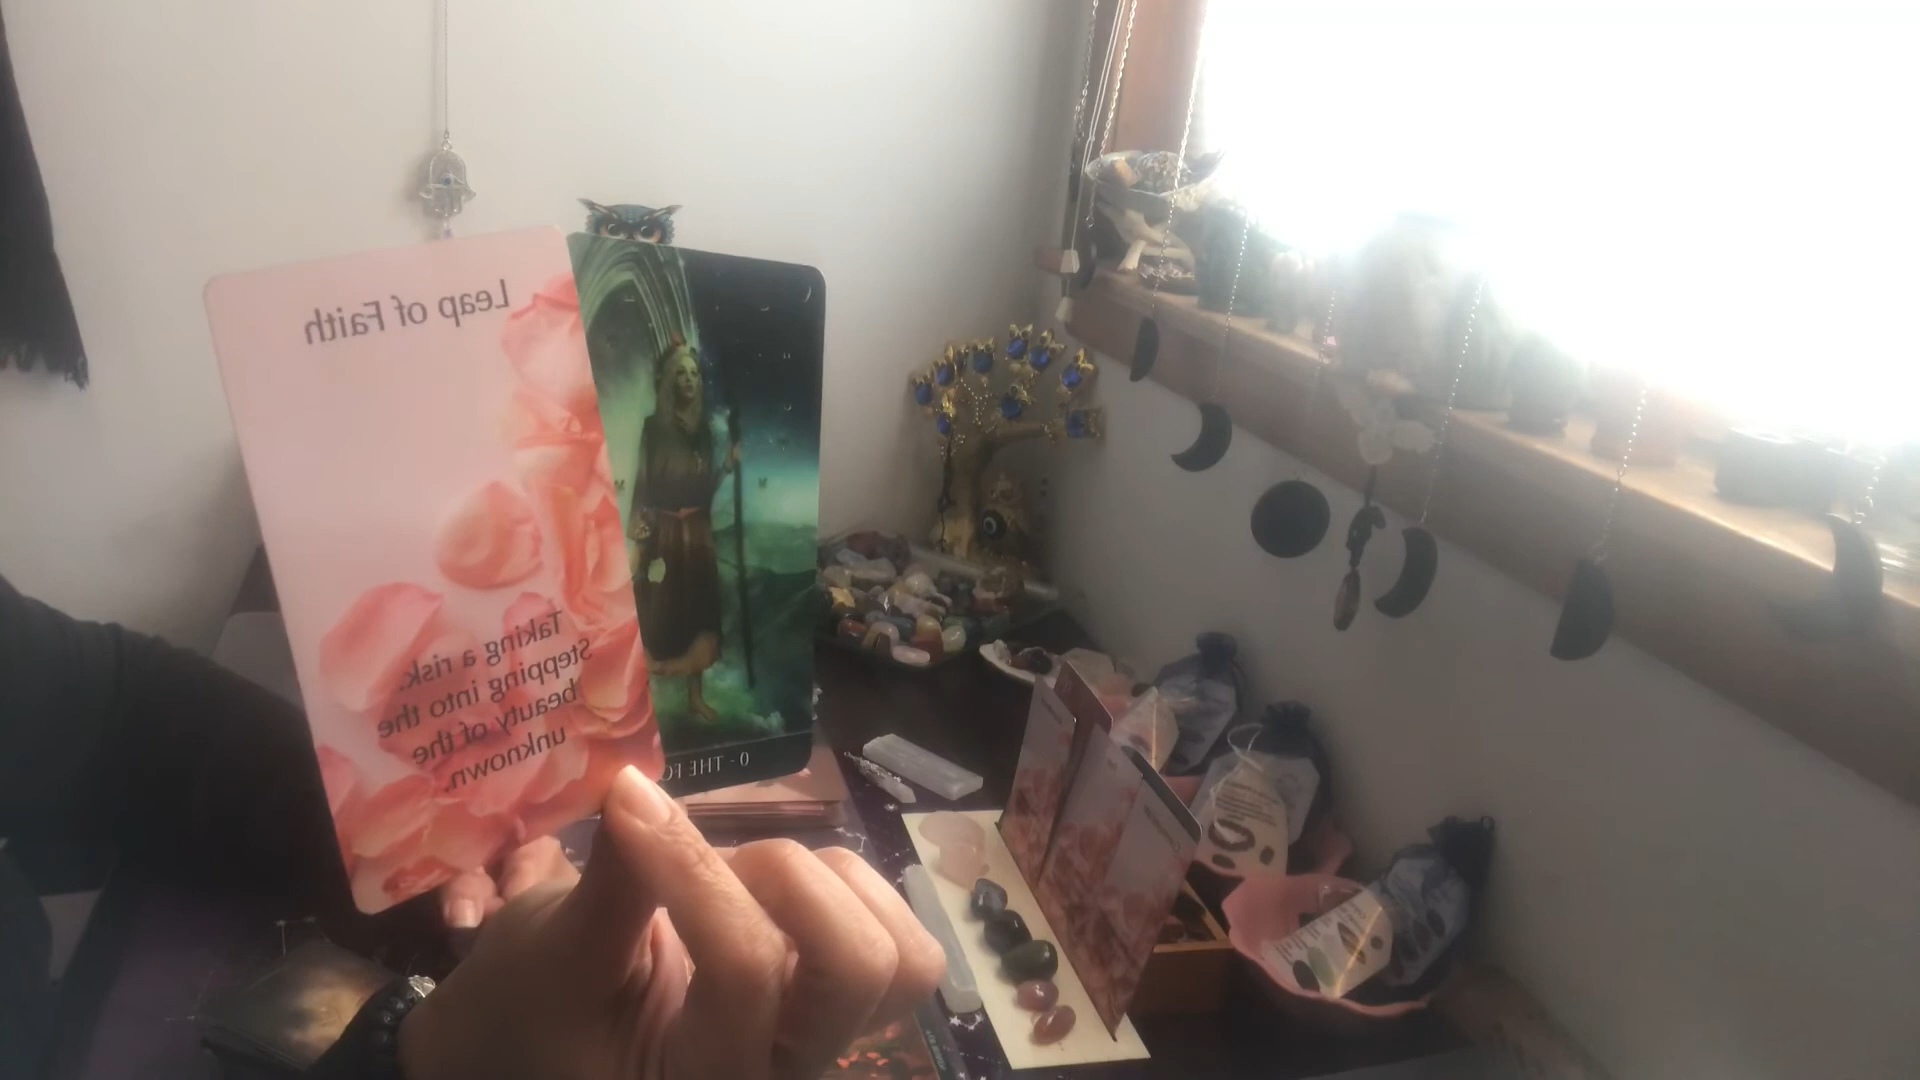 Leap of Faith
Taking a risk.
Stepping into the
beauty of the
unknown.
0 - THE FO